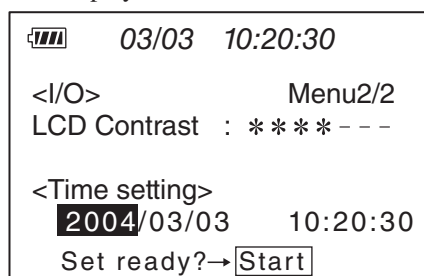 03/03 10:20:30
<I/O> Menu2/2
LCD Contrast : ****---
<Time setting>
2004/03/03 10:20:30
Set ready?→Start